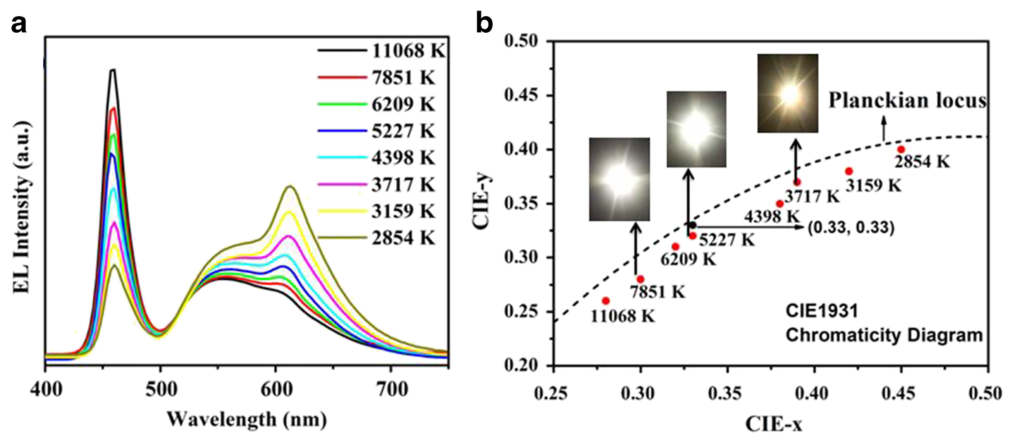 a
EL Intensity (a.u.)
11068 K
7851 K
6209 K
5227 K
4398 K
3717 K
3159 K
2854 K
400
500
600
700
Wavelength (nm)
b
CIE-y
0.50
0.45
0.40
0.35
0.30
0.25
0.20
Planckian locus
2854 K
3159 K
3717 K
4398 K
(0.33, 0.33)
5227 K
6209 K
7851 K
11068 K
CIE1931
Chromaticity Diagram
0.25
0.30
0.35
0.40
0.45
0.50
CIE-x